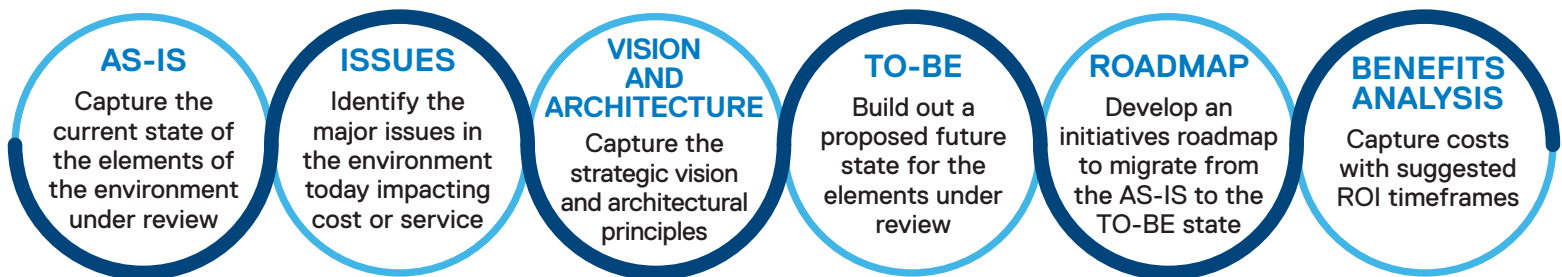 AS-IS
Capture the
current state of
the elements of
the environment
under review
ISSUES
Identify the
major issues in
the environment
today impacting
cost or service
VISION
AND
ARCHITECTURE
Capture the
strategic vision
and architectural
principles
TO-BE
Build out a
proposed future
state for the
elements under
review
ROADMAP
Develop an
initiatives roadmap
to migrate from
the AS-IS to the
TO-BE state
BENEFITS
ANALYSIS
Capture costs
with suggested
ROI timeframes